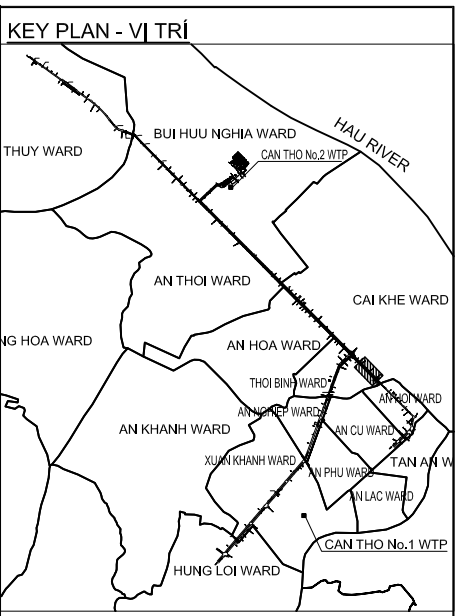 KEY PLAN - VỊ TRÍ
HAU RIVER
BUI HUU NGHIA WARD
THUY WARD
CAN THO No.2 WTP
AN THOI WARD
CAI KHE WARD
NG HOA WARD
AN HOA WARD
THOI BINH WARD
AN HOI WARD
AN NGHIEP WARD
AN KHANH WARD
AN CU WARD
XUAN KHANH WARD
TAN AN W
AN PHU WARD
AN LAC WARD
CAN THO No.1 WTP
HUNG LOI WARD